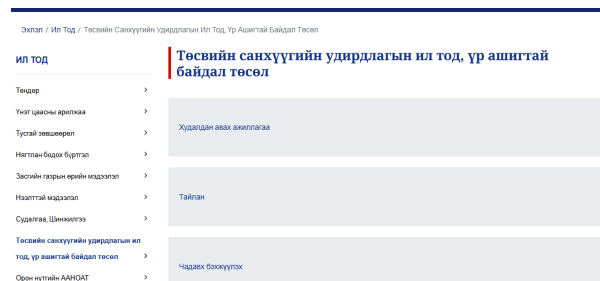 Эхлэл / Ил Тод / Төсвийн Санхүүгийн Удирдлагын Ил Тод, Үр Ашигтай Байдал Төсөл
ИЛ ТОД
Тендер
Үнэт цаасны арилжаа
Тусгай зөвшөөрөл
Нягтлан бодох бүртгэл
Засгийн газрын өрийн мэдээлэл
Нээлттэй мэдээлэл
Судалгаа, Шинжилгээ
Төсвийн санхүүгийн удирдлагын ил
тод, үр ашигтай байдал төсөл
Орон нутгийн ААНОАТ
Төсвийн санхүүгийн удирдлагын ил тод, үр ашигтай
байдал төсөл
Худалдан авах ажиллагаа
Тайлан
Чадавх бэхжүүлэх